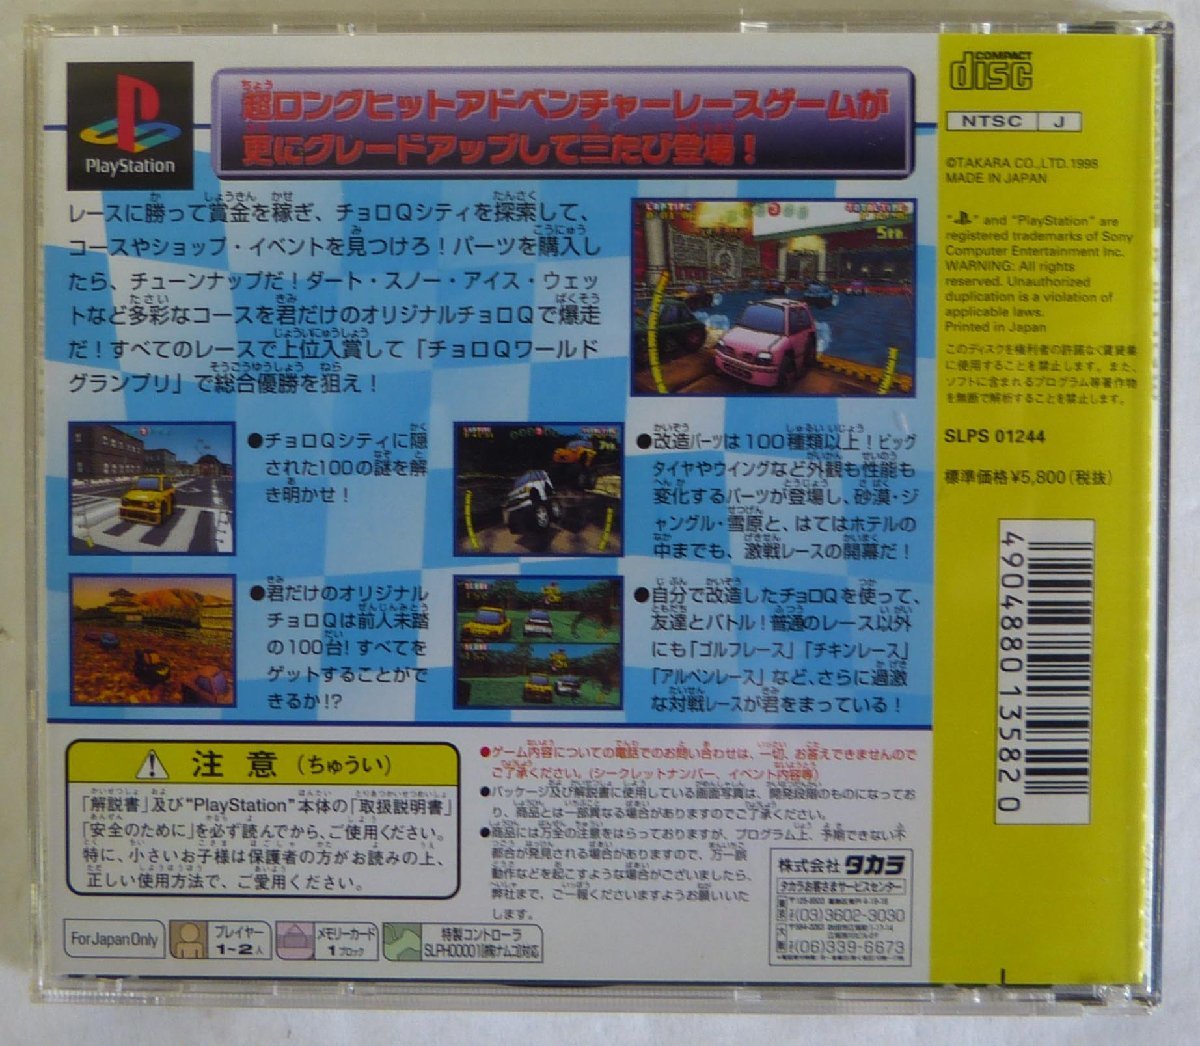 PlayStation
超ロングヒットアドベンチャーレースゲームが
更にグレードアップして三たび登場！
レースに勝って賞金を稼ぎ、チョロQシティを探索して、
コースやショップ・イベントを見つけろ！パーツを購入し
たら、チューンナップだ！ダート・スノー・アイス・ウェッ
トなど多彩なコースを君だけのオリジナルチョロQで爆走
だ！すべてのレースで上位入賞して「チョロQワールド
グランプリ」で総合優勝を狙え！
●チョロQシティに隠
された100の謎を解
き明かせ！
●改造パーツは100種類以上！ビッグ
タイヤやウイングなど外観も性能も
変化するパーツが登場し、砂漠・ジ
ャングル・雪原と、はてはホテルの
中までも、激戦レースの開幕だ！
●君だけのオリジナル
チョロQは前人未踏
の100台！すべてを
ゲットすることがで
きるか!?
●自分で改造したチョロQを使って、
友達とバトル！普通のレース以外
にも「ゴルフレース」「チキンレース」
「アルペンレース」など、さらに過激
な対戦レースが君をまっている！
注意（ちゅうい）
「解説書」及び"PlayStation"本体の「取扱説明書」
「安全のために」を必ず読んでから、ご使用ください。
特に、小さいお子様は保護者の方がお読みの上、
正しい使用方法で、ご愛用ください。
●ゲーム内容についての電話でのお問い合わせは、一切、お答えできませんので
ご了承ください。(シークレットナンバー、イベント内容等)
●パッケージ及び解説書に使用している画面写真は、開発段階のものになってお
り、商品とは一部異なる場合がありますのでご了承ください。
●商品には万全の注意をはらっておりますが、プログラム上、予期できない不
都合が発見される場合がありますので、万一誤
動作などを起こすような場合がございましたら、
弊社まで、ご一報くださいますようお願いいた
します。
株式会社タカラ
タカラお客さまサービスセンター
(03)3602-3030
(06)339-6673
For Japan Only
プレイヤー
1~2人
メモリーカード
1ブロック
特製コントローラ
SLPH00001(㈱ナムコ)対応
COMPACT
disc
NTSC J
©TAKARA CO.,LTD.1998
MADE IN JAPAN
" " and "PlayStation" are
registered trademarks of Sony
Computer Entertainment Inc.
WARNING: All rights
reserved. Unauthorized
duplication is a violation of
applicable laws.
Printed in Japan
このディスクを権利者の許諾なく賃貸業
に使用することを禁止します。また、
ソフトに含まれるプログラム等著作物
を無断で解析することを禁止します。
SLPS 01244
標準価格¥5,800(税抜)
4904880135820